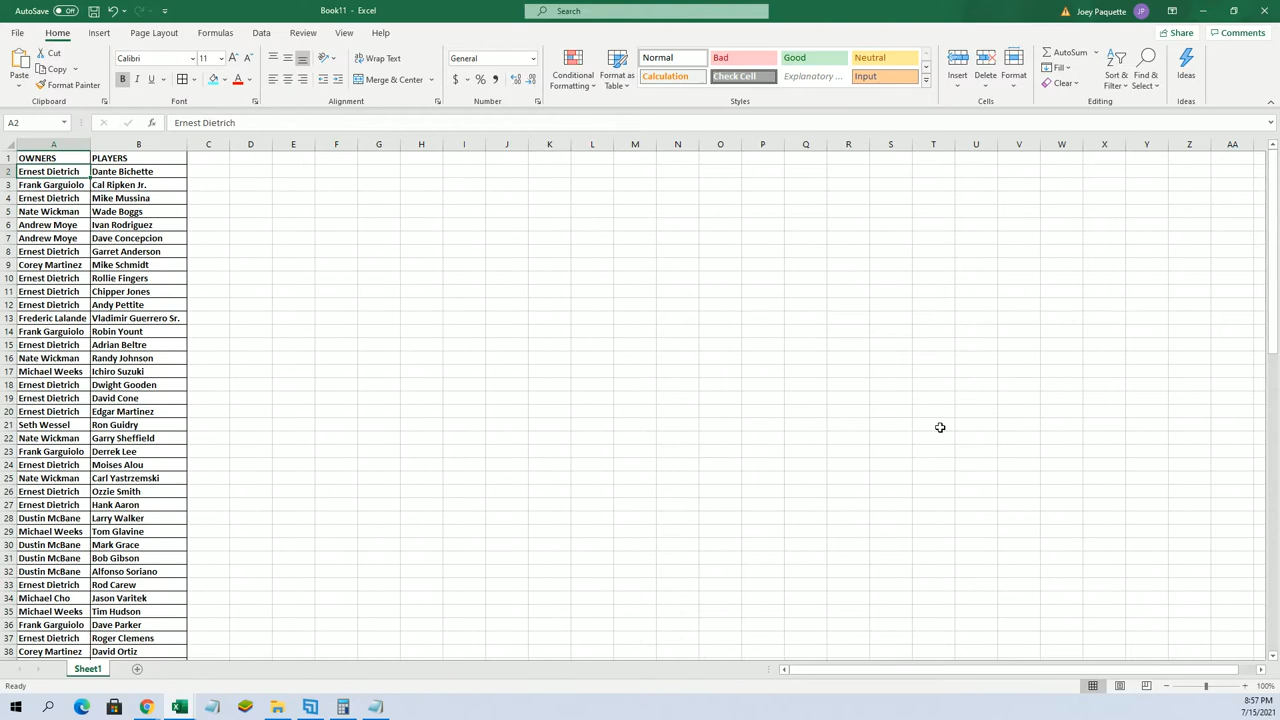 AutoSave Off
Book11 - Excel
Search
Joey Paquette JP
File Home Insert Page Layout Formulas Data Review View Help
Share Comments
Paste
Cut
Copy
Format Painter
Clipboard
Calibri 11
B I U
Font
Wrap Text
Merge & Center
Alignment
General
$ % ,
Number
Conditional Formatting
Format as Table
Normal Bad Good Neutral
Calculation Check Cell Explanatory ... Input
Styles
Insert Delete Format
Cells
AutoSum
Fill
Clear
Sort & Filter
Find & Select
Editing
Ideas
Ideas
A2 fx Ernest Dietrich
A B C D E F G H I J K L M N O P Q R S T U V W X Y Z AA
1 OWNERS PLAYERS
2 Ernest Dietrich Dante Bichette
3 Frank Garguiolo Cal Ripken Jr.
4 Ernest Dietrich Mike Mussina
5 Nate Wickman Wade Boggs
6 Andrew Moye Ivan Rodriguez
7 Andrew Moye Dave Concepcion
8 Ernest Dietrich Garret Anderson
9 Corey Martinez Mike Schmidt
10 Ernest Dietrich Rollie Fingers
11 Ernest Dietrich Chipper Jones
12 Ernest Dietrich Andy Pettite
13 Frederic Lalande Vladimir Guerrero Sr.
14 Frank Garguiolo Robin Yount
15 Ernest Dietrich Adrian Beltre
16 Nate Wickman Randy Johnson
17 Michael Weeks Ichiro Suzuki
18 Ernest Dietrich Dwight Gooden
19 Ernest Dietrich David Cone
20 Ernest Dietrich Edgar Martinez
21 Seth Wessel Ron Guidry
22 Nate Wickman Garry Sheffield
23 Frank Garguiolo Derrek Lee
24 Ernest Dietrich Moises Alou
25 Nate Wickman Carl Yastrzemski
26 Ernest Dietrich Ozzie Smith
27 Ernest Dietrich Hank Aaron
28 Dustin McBane Larry Walker
29 Michael Weeks Tom Glavine
30 Dustin McBane Mark Grace
31 Dustin McBane Bob Gibson
32 Dustin McBane Alfonso Soriano
33 Ernest Dietrich Rod Carew
34 Michael Cho Jason Varitek
35 Michael Weeks Tim Hudson
36 Frank Garguiolo Dave Parker
37 Ernest Dietrich Roger Clemens
38 Corey Martinez David Ortiz
Sheet1
Ready
100%
8:57 PM
7/15/2021